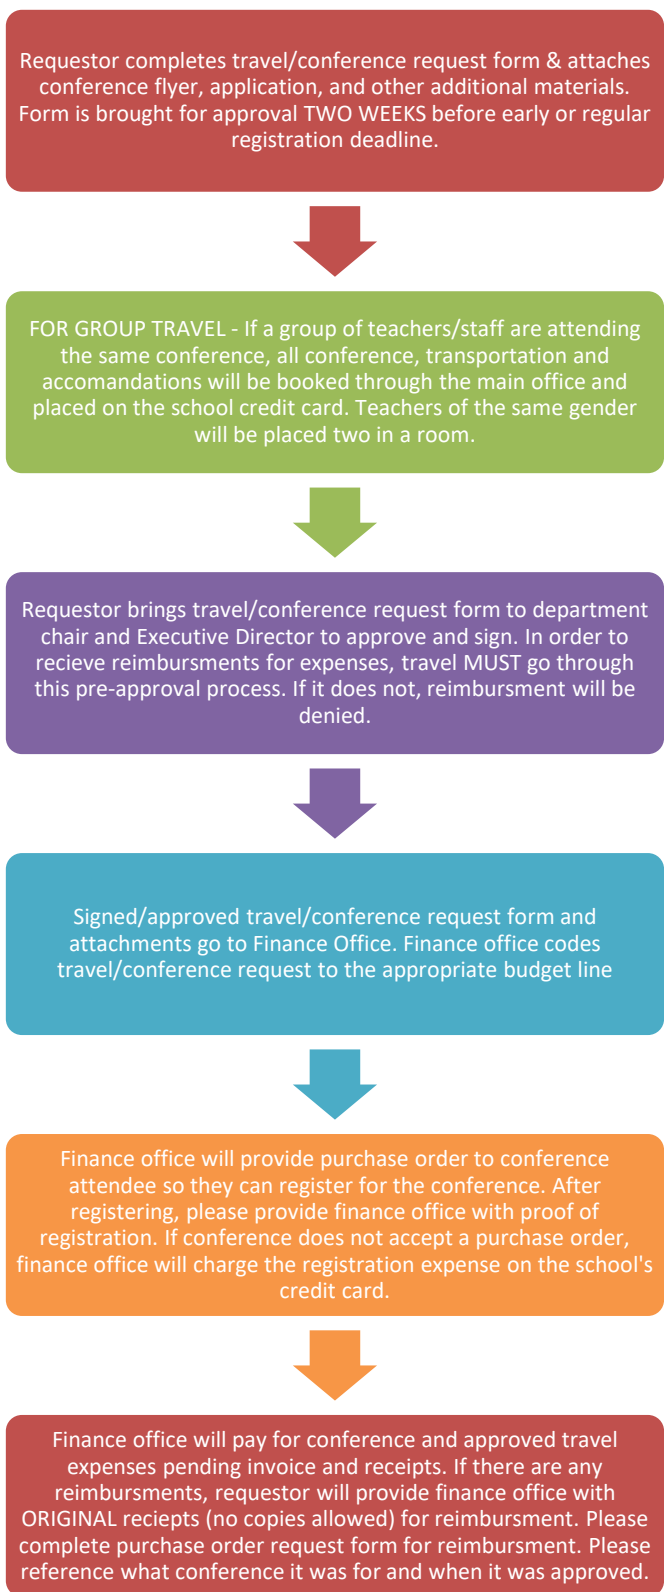 Requestor completes travel/conference request form & attaches
conference flyer, application, and other additional materials.
Form is brought for approval TWO WEEKS before early or regular
registration deadline.
FOR GROUP TRAVEL - If a group of teachers/staff are attending
the same conference, all conference, transportation and
accomandations will be booked through the main office and
placed on the school credit card. Teachers of the same gender
will be placed two in a room.
Requestor brings travel/conference request form to department
chair and Executive Director to approve and sign. In order to
recieve reimbursments for expenses, travel MUST go through
this pre-approval process. If it does not, reimbursment will be
denied.
Signed/approved travel/conference request form and
attachments go to Finance Office. Finance office codes
travel/conference request to the appropriate budget line
Finance office will provide purchase order to conference
attendee so they can register for the conference. After
registering, please provide finance office with proof of
registration. If conference does not accept a purchase order,
finance office will charge the registration expense on the school's
credit card.
Finance office will pay for conference and approved travel
expenses pending invoice and receipts. If there are any
reimbursments, requestor will provide finance office with
ORIGINAL reciepts (no copies allowed) for reimbursment. Please
complete purchase order request form for reimbursment. Please
reference what conference it was for and when it was approved.